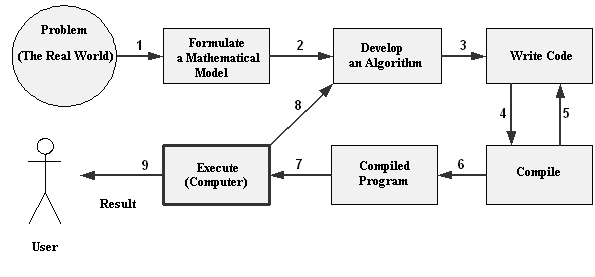 Problem
(The Real World)
1
Formulate
a Mathematical
Model
2
Develop
an Algorithm
3
Write Code
4
5
8
9
Execute
(Computer)
7
Compiled
Program
6
Compile
Result
User